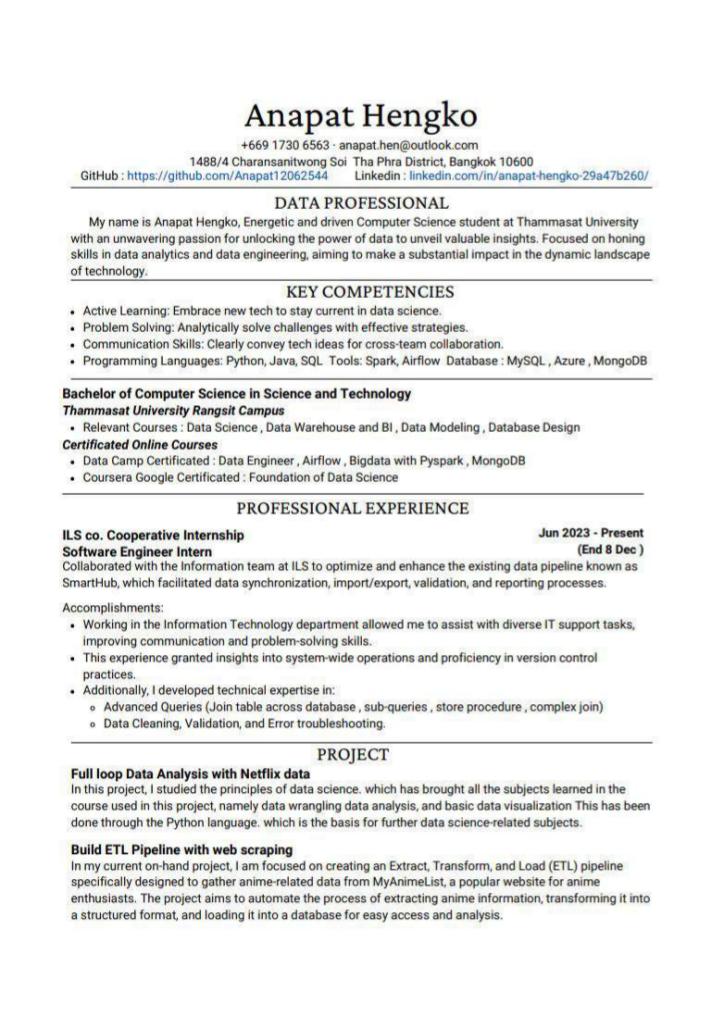 Anapat Hengko
+669 1730 6563 · anapat.hen@outlook.com
1488/4 Charansanitwong Soi Tha Phra District, Bangkok 10600
GitHub : https://github.com/Anapat12062544 Linkedin : linkedin.com/in/anapat-hengko-29a47b260/
DATA PROFESSIONAL
My name is Anapat Hengko, Energetic and driven Computer Science student at Thammasat University
with an unwavering passion for unlocking the power of data to unveil valuable insights. Focused on honing
skills in data analytics and data engineering, aiming to make a substantial impact in the dynamic landscape
of technology.
KEY COMPETENCIES
• Active Learning: Embrace new tech to stay current in data science.
• Problem Solving: Analytically solve challenges with effective strategies.
• Communication Skills: Clearly convey tech ideas for cross-team collaboration.
• Programming Languages: Python, Java, SQL Tools: Spark, Airflow Database : MySQL , Azure , MongoDB
Bachelor of Computer Science in Science and Technology
Thammasat University Rangsit Campus
• Relevant Courses : Data Science , Data Warehouse and BI , Data Modeling , Database Design
Certificated Online Courses
• Data Camp Certificated : Data Engineer , Airflow , Bigdata with Pyspark , MongoDB
• Coursera Google Certificated : Foundation of Data Science
PROFESSIONAL EXPERIENCE
ILS co. Cooperative Internship Jun 2023 - Present
Software Engineer Intern (End 8 Dec )
Collaborated with the Information team at ILS to optimize and enhance the existing data pipeline known as
SmartHub, which facilitated data synchronization, import/export, validation, and reporting processes.
Accomplishments:
• Working in the Information Technology department allowed me to assist with diverse IT support tasks,
improving communication and problem-solving skills.
• This experience granted insights into system-wide operations and proficiency in version control
practices.
• Additionally, I developed technical expertise in:
◦ Advanced Queries (Join table across database , sub-queries , store procedure , complex join)
◦ Data Cleaning, Validation, and Error troubleshooting.
PROJECT
Full loop Data Analysis with Netflix data
In this project, I studied the principles of data science. which has brought all the subjects learned in the
course used in this project, namely data wrangling data analysis, and basic data visualization This has been
done through the Python language. which is the basis for further data science-related subjects.
Build ETL Pipeline with web scraping
In my current on-hand project, I am focused on creating an Extract, Transform, and Load (ETL) pipeline
specifically designed to gather anime-related data from MyAnimeList, a popular website for anime
enthusiasts. The project aims to automate the process of extracting anime information, transforming it into
a structured format, and loading it into a database for easy access and analysis.